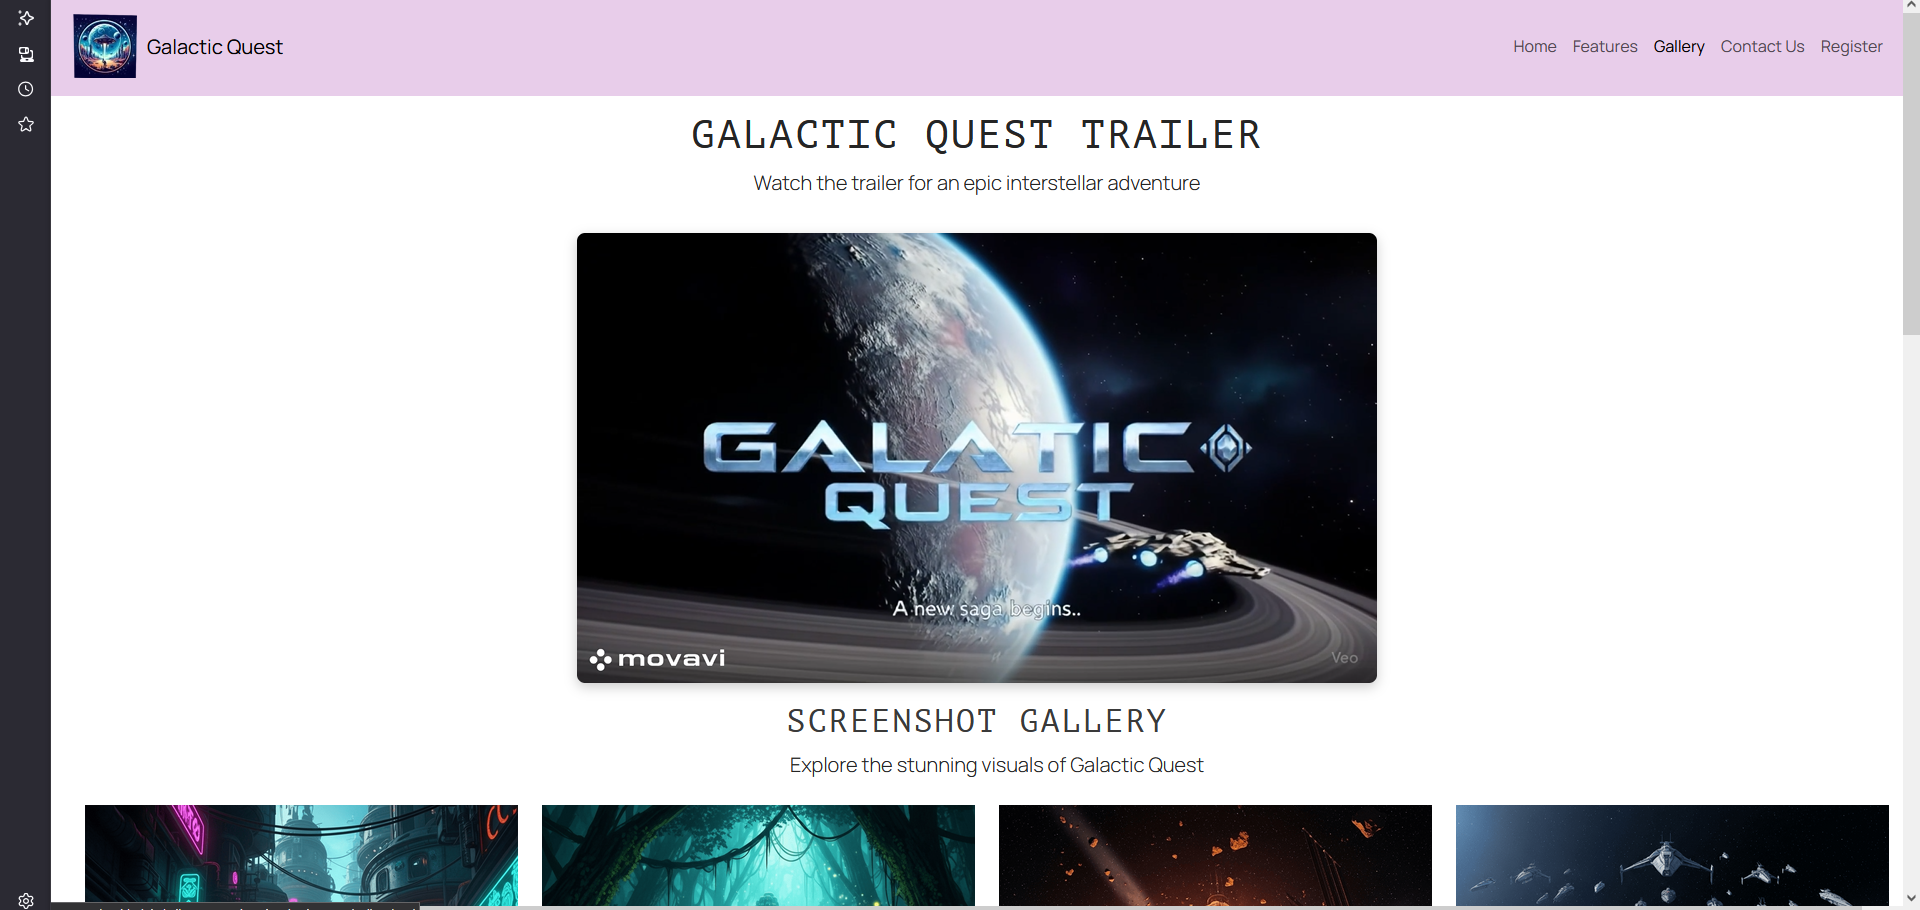 Galactic Quest
Home Features Gallery Contact Us Register
GALACTIC QUEST TRAILER
Watch the trailer for an epic interstellar adventure
GALATIC
QUEST
A new saga begins..
movavi
Veo
SCREENSHOT GALLERY
Explore the stunning visuals of Galactic Quest